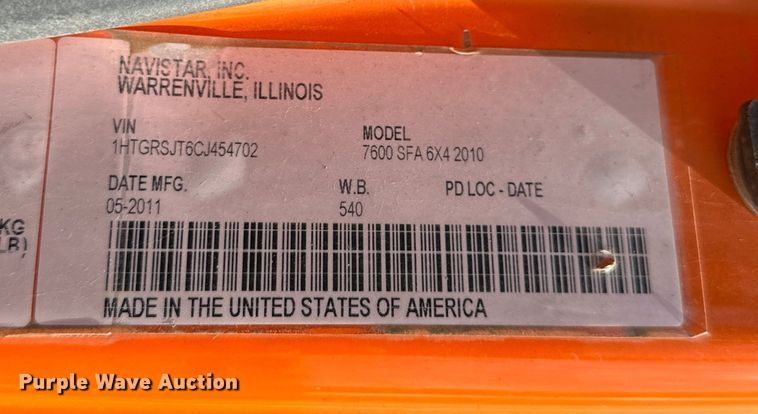 NAVISTAR, INC.
WARRENVILLE, ILLINOIS
VIN MODEL
1HTGRSJT6CJ454702 7600 SFA 6X4 2010
DATE MFG. W.B. PD LOC - DATE
05-2011 540
KG
LB)
MADE IN THE UNITED STATES OF AMERICA
Purple Wave Auction